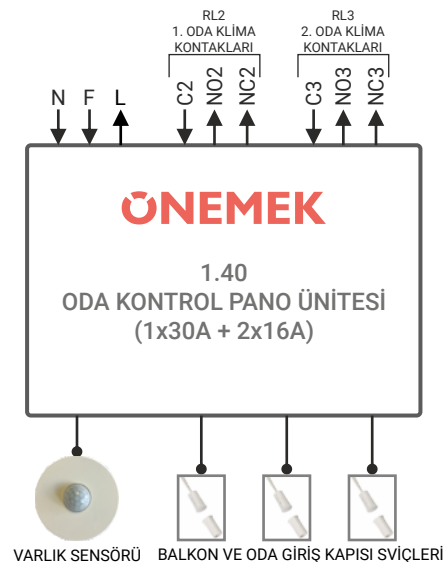 RL2
1. ODA KLİMA
KONTAKLARI
RL3
2. ODA KLİMA
KONTAKLARI
N F L C2 NO2 NC2 C3 NO3 NC3
ÖNEMEK
1.40
ODA KONTROL PANO ÜNİTESİ
(1x30A + 2x16A)
VARLIK SENSÖRÜ BALKON VE ODA GİRİŞ KAPISI SVİÇLERİ